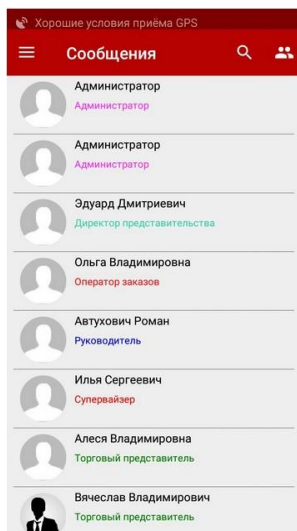 Хорошие условия приёма GPS
Сообщения
Администратор
Администратор
Администратор
Администратор
Эдуард Дмитриевич
Директор представительства
Ольга Владимировна
Оператор заказов
Автухович Роман
Руководитель
Илья Сергеевич
Супервайзер
Алеся Владимировна
Торговый представитель
Вячеслав Владимирович
Торговый представитель